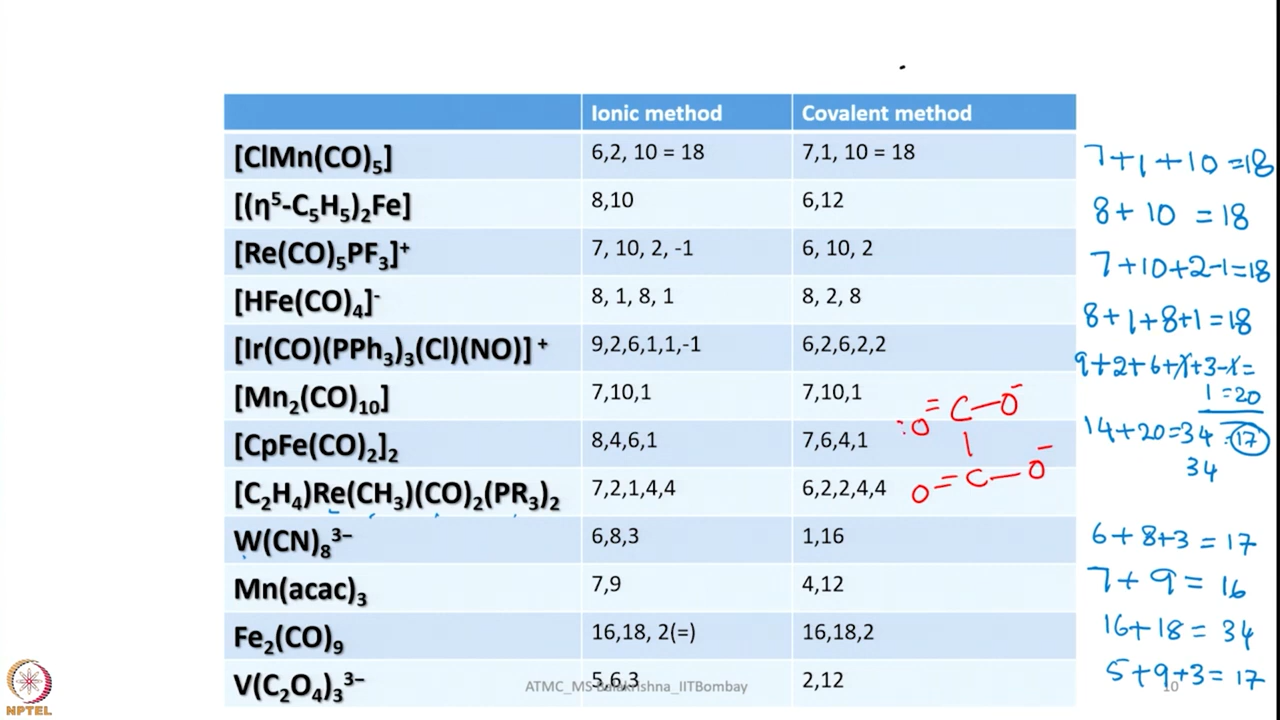 Ionic method Covalent method
[ClMn(CO)₅] 6,2, 10 = 18 7,1, 10 = 18 7+1+10=18
[(η⁵-C₅H₅)₂Fe] 8,10 6,12 8+10 =18
[Re(CO)₅PF₃]⁺ 7, 10, 2, -1 6, 10, 2 7+10+2-1=18
[HFe(CO)₄]⁻ 8, 1, 8, 1 8, 2, 8 8+1+8+1=18
[Ir(CO)(PPh₃)₃(Cl)(NO)]⁺ 9,2,6,1,1,-1 6,2,6,2,2 9+2+6+1+3-1=
1=20
[Mn₂(CO)₁₀] 7,10,1 7,10,1 14+20=34 =17
:O=C-O⁻
[CpFe(CO)₂]₂ 8,4,6,1 7,6,4,1 34
O=C-O⁻
[C₂H₄)Re(CH₃)(CO)₂(PR₃)₂ 7,2,1,4,4 6,2,2,4,4
W(CN)₈³⁻ 6,8,3 1,16 6+8+3=17
Mn(acac)₃ 7,9 4,12 7+9=16
Fe₂(CO)₉ 16,18, 2(=) 16,18,2 16+18=34
V(C₂O₄)₃³⁻ 5,6,3 2,12 5+9+3=17
ATMC_MS Balakrishna_IITBombay 10
NPTEL